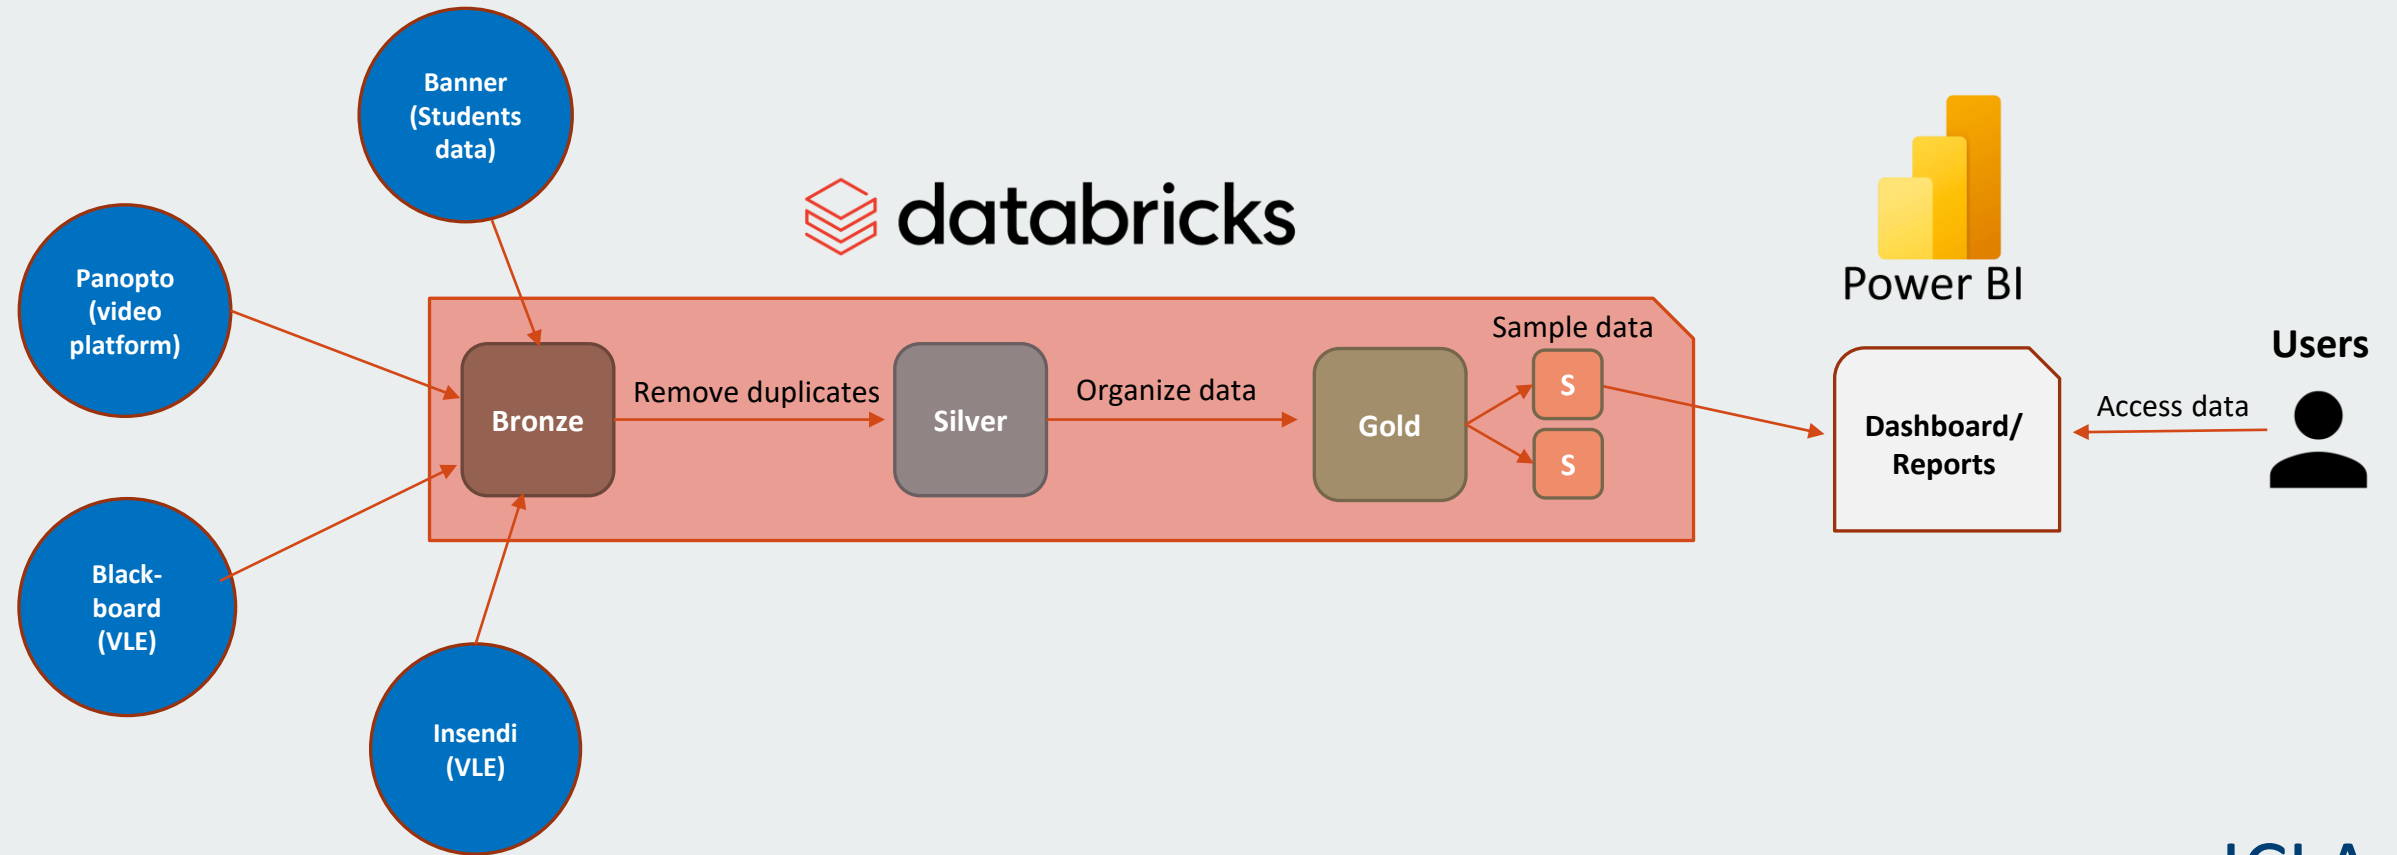 Banner
(Students
data)
databricks
Power BI
Panopto
(video
platform)
Sample data
Users
Bronze
Remove duplicates
Silver
Organize data
Gold
S
S
Dashboard/
Reports
Access data
Black-
board
(VLE)
Insendi
(VLE)